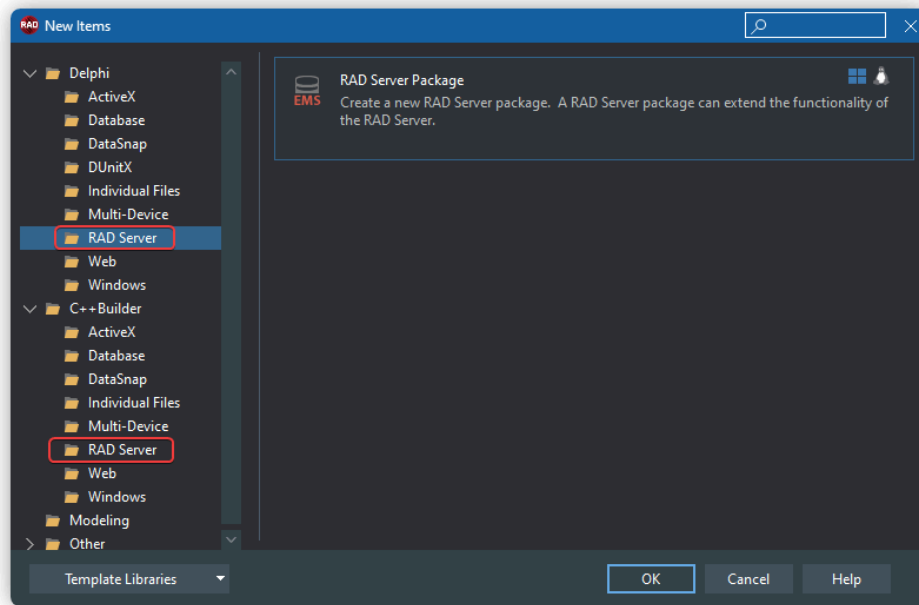 RAD New Items
Delphi
ActiveX
Database
DataSnap
DUnitX
Individual Files
Multi-Device
RAD Server
Web
Windows
C++Builder
ActiveX
Database
DataSnap
Individual Files
Multi-Device
RAD Server
Web
Windows
Modeling
Other
EMS
RAD Server Package
Create a new RAD Server package. A RAD Server package can extend the functionality of
the RAD Server.
Template Libraries
OK
Cancel
Help